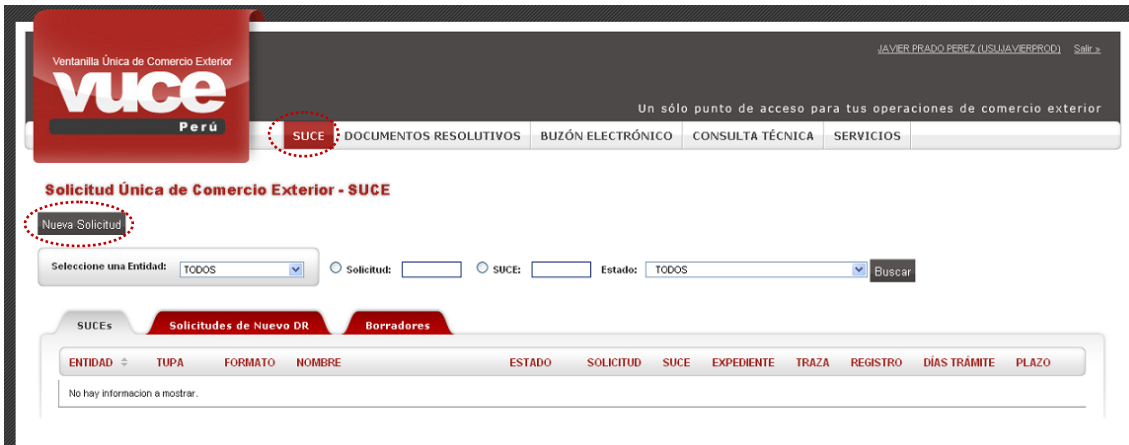 JAVIER PRADO PEREZ (USUJAVIERPROD) Salir »
Ventanilla Única de Comercio Exterior
vuce
Perú
Un sólo punto de acceso para tus operaciones de comercio exterior
SUCE DOCUMENTOS RESOLUTIVOS BUZÓN ELECTRÓNICO CONSULTA TÉCNICA SERVICIOS
Solicitud Única de Comercio Exterior - SUCE
Nueva Solicitud
Seleccione una Entidad: TODOS Solicitud: SUCE: Estado: TODOS Buscar
SUCEs Solicitudes de Nuevo DR Borradores
ENTIDAD TUPA FORMATO NOMBRE ESTADO SOLICITUD SUCE EXPEDIENTE TRAZA REGISTRO DÍAS TRÁMITE PLAZO
No hay informacion a mostrar.